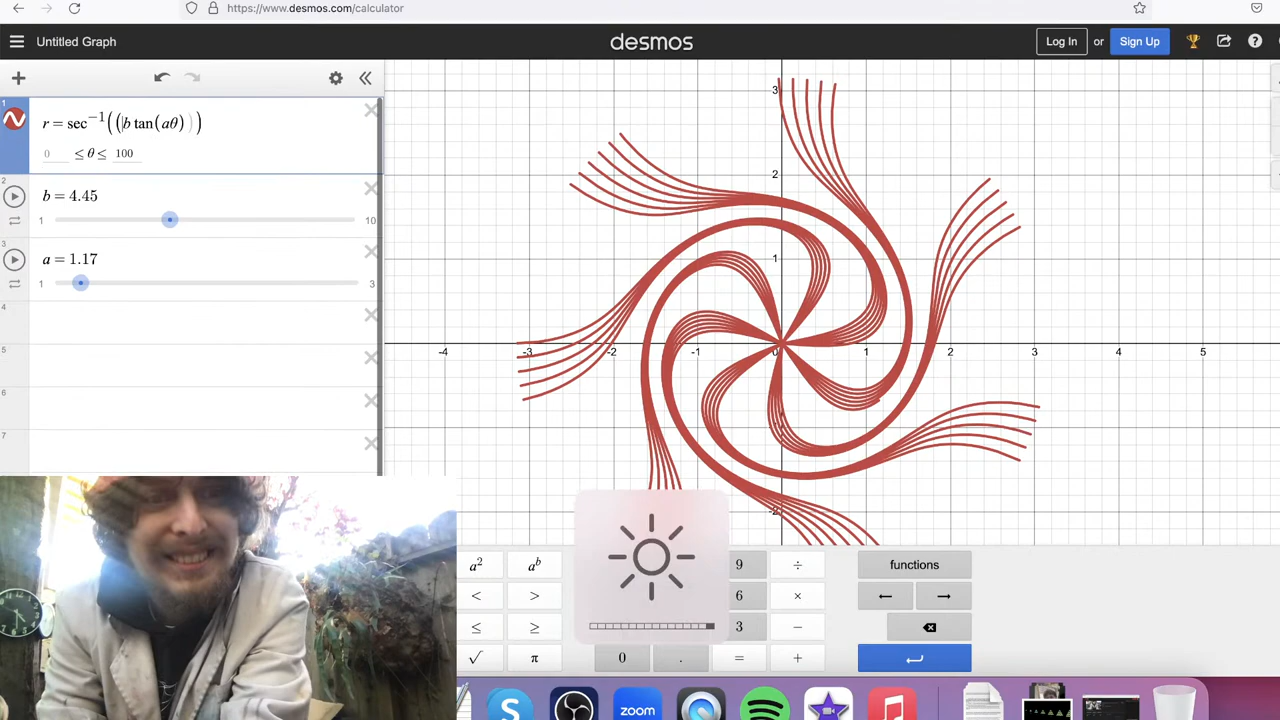 https://www.desmos.com/calculator
Untitled Graph
desmos
Log In or Sign Up
1
r = sec⁻¹((b tan(aθ)))
0 ≤ θ ≤ 100
2
b = 4.45
1 10
3
a = 1.17
1 3
4
5
6
7
3
2
1
-4 -3 -2 -1 0 1 2 3 4 5
-2
a² aᵇ 9 ÷ functions
< > 6 × ← →
≤ ≥ 3 −
√ π 0 . = +
zoom